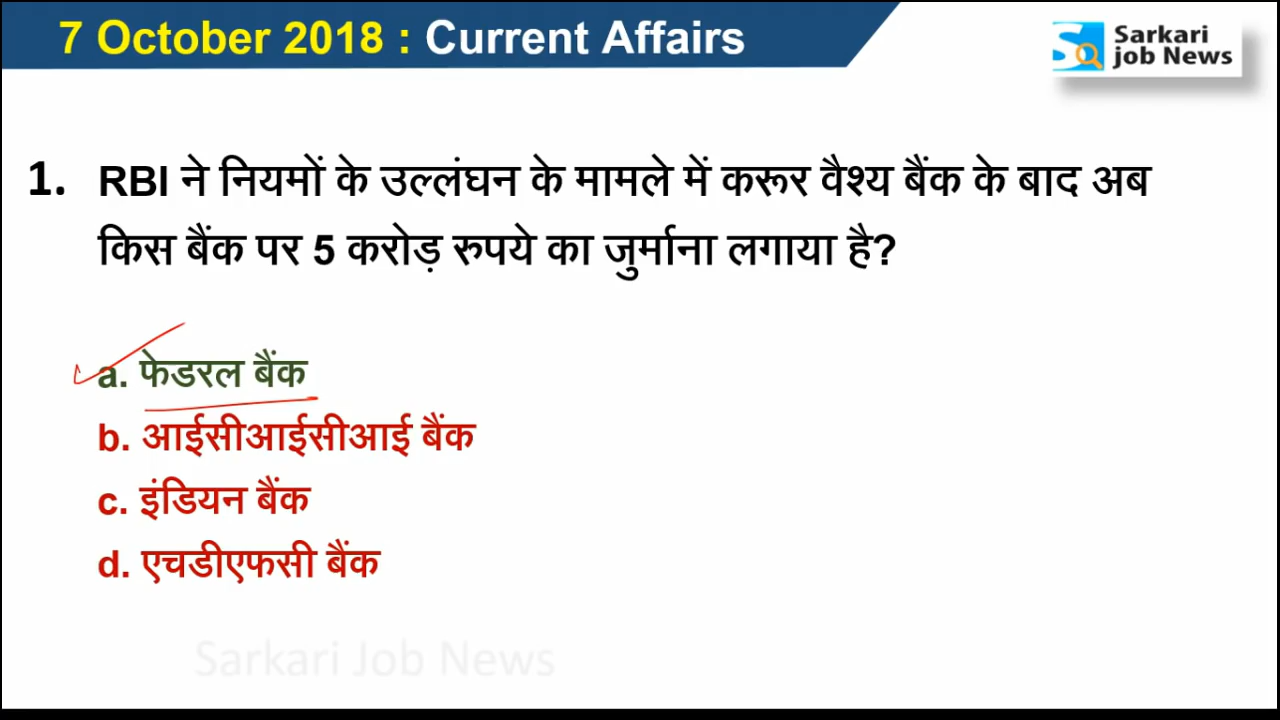 7 October 2018 : Current Affairs
Sarkari
Job News
1. RBI ने नियमों के उल्लंघन के मामले में करूर वैश्य बैंक के बाद अब
किस बैंक पर 5 करोड़ रुपये का जुर्माना लगाया है?
a. फेडरल बैंक
b. आईसीआईसीआई बैंक
c. इंडियन बैंक
d. एचडीएफसी बैंक
Sarkari Job News